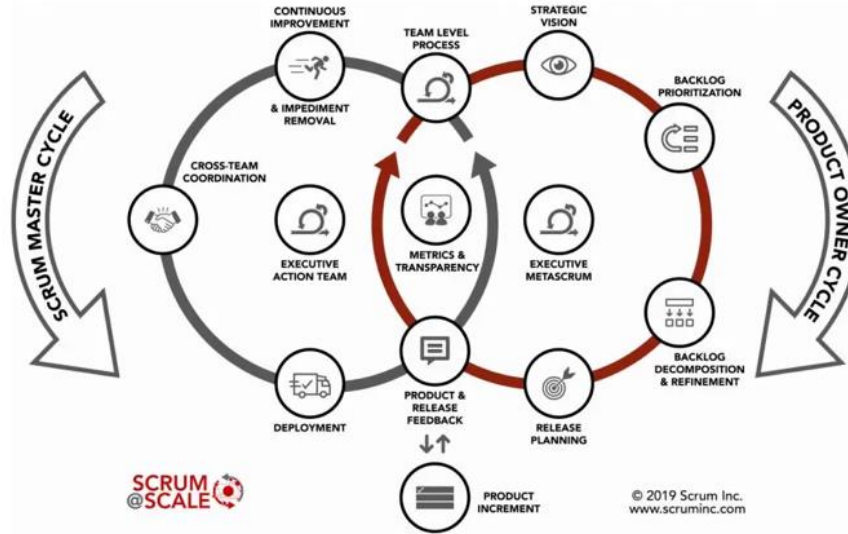 CONTINUOUS
IMPROVEMENT
& IMPEDIMENT
REMOVAL
TEAM LEVEL
PROCESS
STRATEGIC
VISION
BACKLOG
PRIORITIZATION
SCRUM MASTER CYCLE
PRODUCT OWNER CYCLE
CROSS-TEAM
COORDINATION
EXECUTIVE
ACTION TEAM
METRICS &
TRANSPARENCY
EXECUTIVE
METASCRUM
BACKLOG
DECOMPOSITION
& REFINEMENT
DEPLOYMENT
PRODUCT &
RELEASE
FEEDBACK
RELEASE
PLANNING
SCRUM
@SCALE
PRODUCT
INCREMENT
© 2019 Scrum Inc.
www.scruminc.com